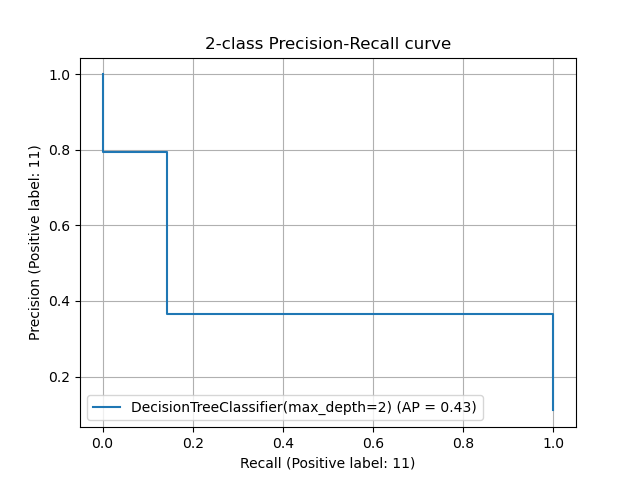 2-class Precision-Recall curve
1.0
0.8
0.6
0.4
0.2
Precision (Positive label: 11)
DecisionTreeClassifier(max_depth=2) (AP = 0.43)
0.0 0.2 0.4 0.6 0.8 1.0
Recall (Positive label: 11)